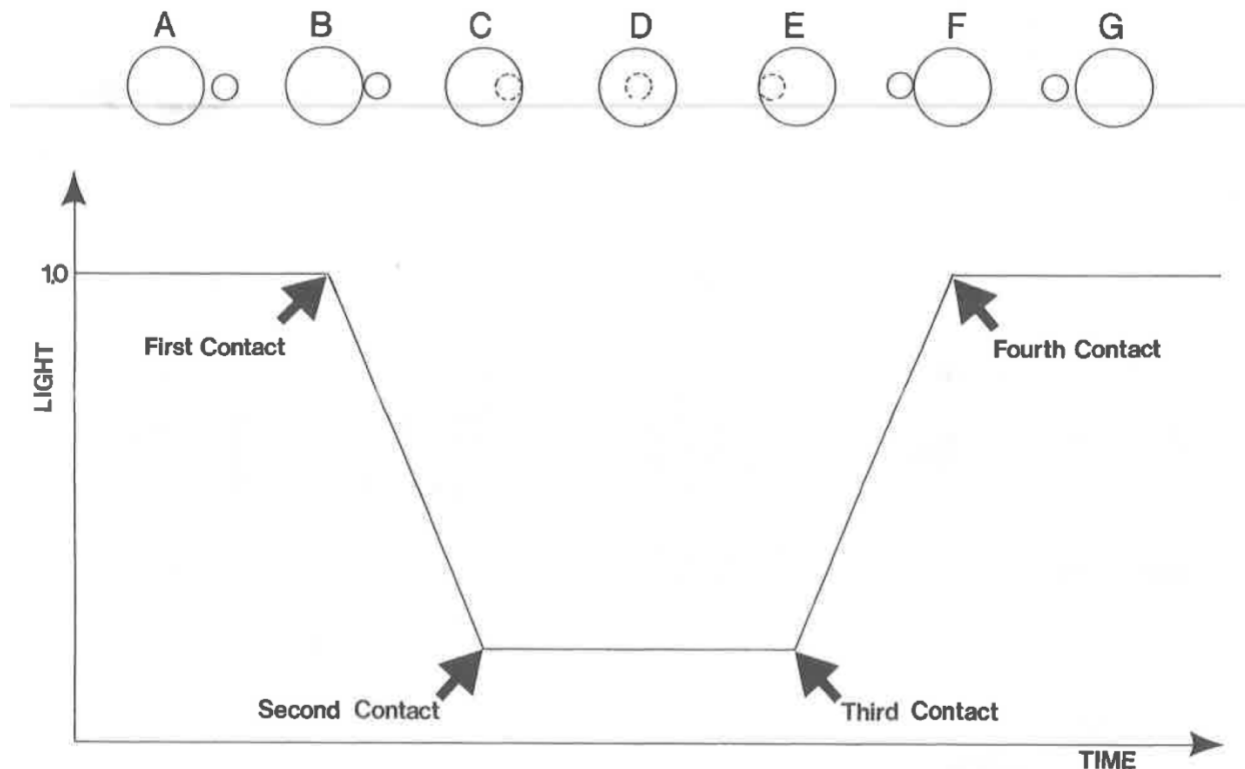 A B C D E F G
1.0
First Contact
Fourth Contact
LIGHT
Second Contact
Third Contact
TIME